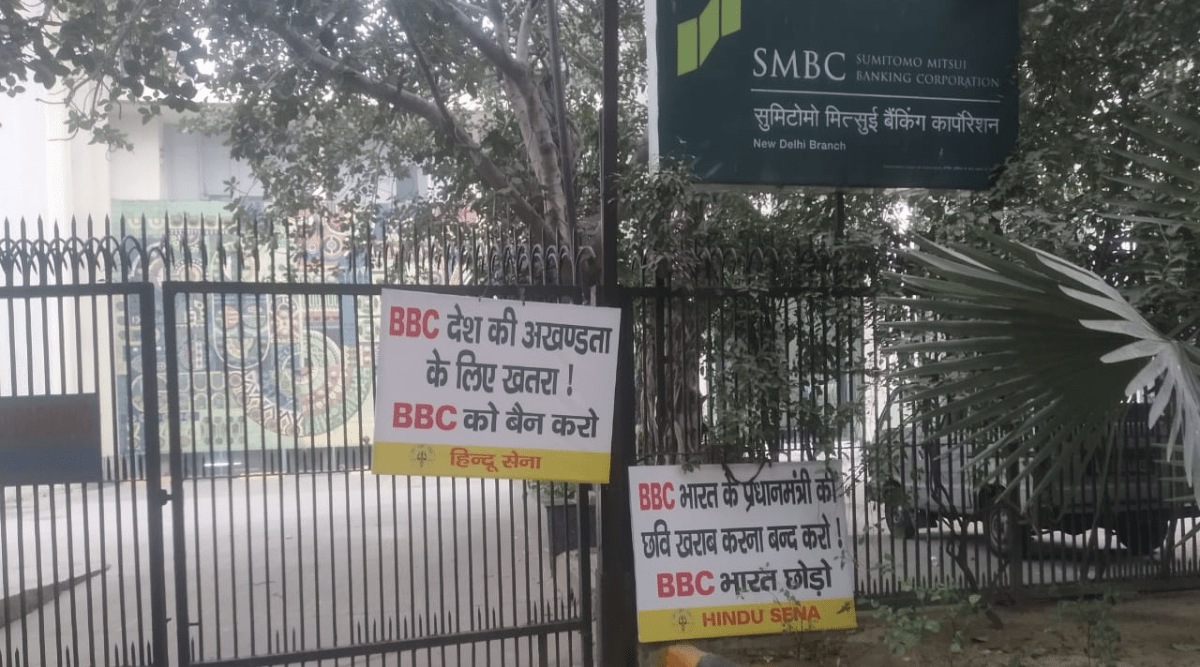 SMBC SUMITOMO MITSUI
BANKING CORPORATION
सुमिटोमो मित्सुई बैंकिंग कार्पोरेशन
New Delhi Branch
BBC देश की अखण्डता
के लिए खतरा !
BBC को बैन करो
हिन्दू सेना
BBC भारत के प्रधानमंत्री की
छवि खराब करना बन्द करो !
BBC भारत छोड़ो
HINDU SENA